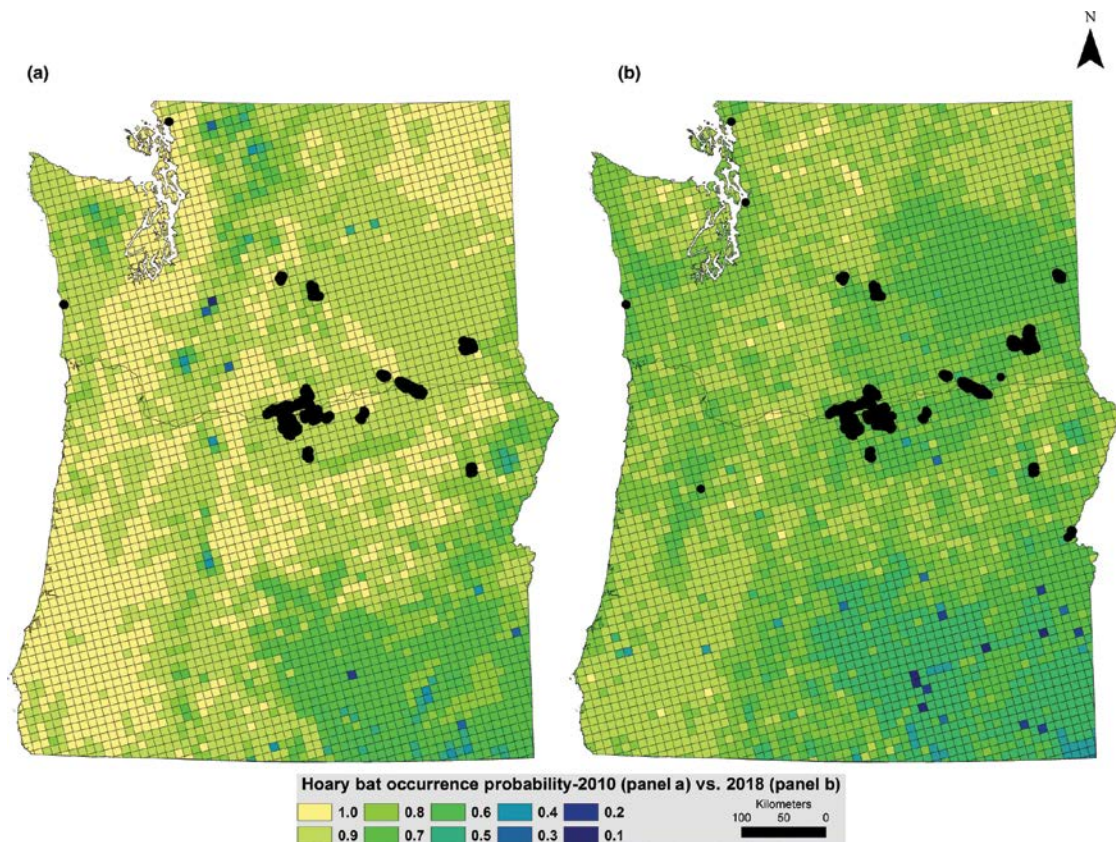 N
(a)
(b)
Hoary bat occurrence probability-2010 (panel a) vs. 2018 (panel b)
1.0 0.8 0.6 0.4 0.2
0.9 0.7 0.5 0.3 0.1
Kilometers
100 50 0